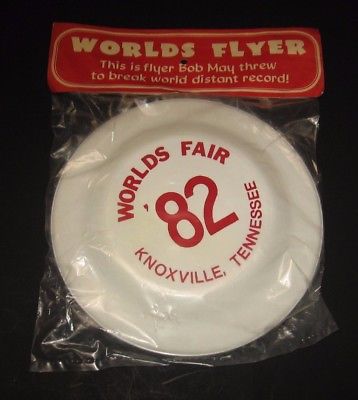 WORLDS FLYER
This is flyer Bob May threw
to break world distant record!
WORLDS FAIR
'82
KNOXVILLE, TENNESSEE